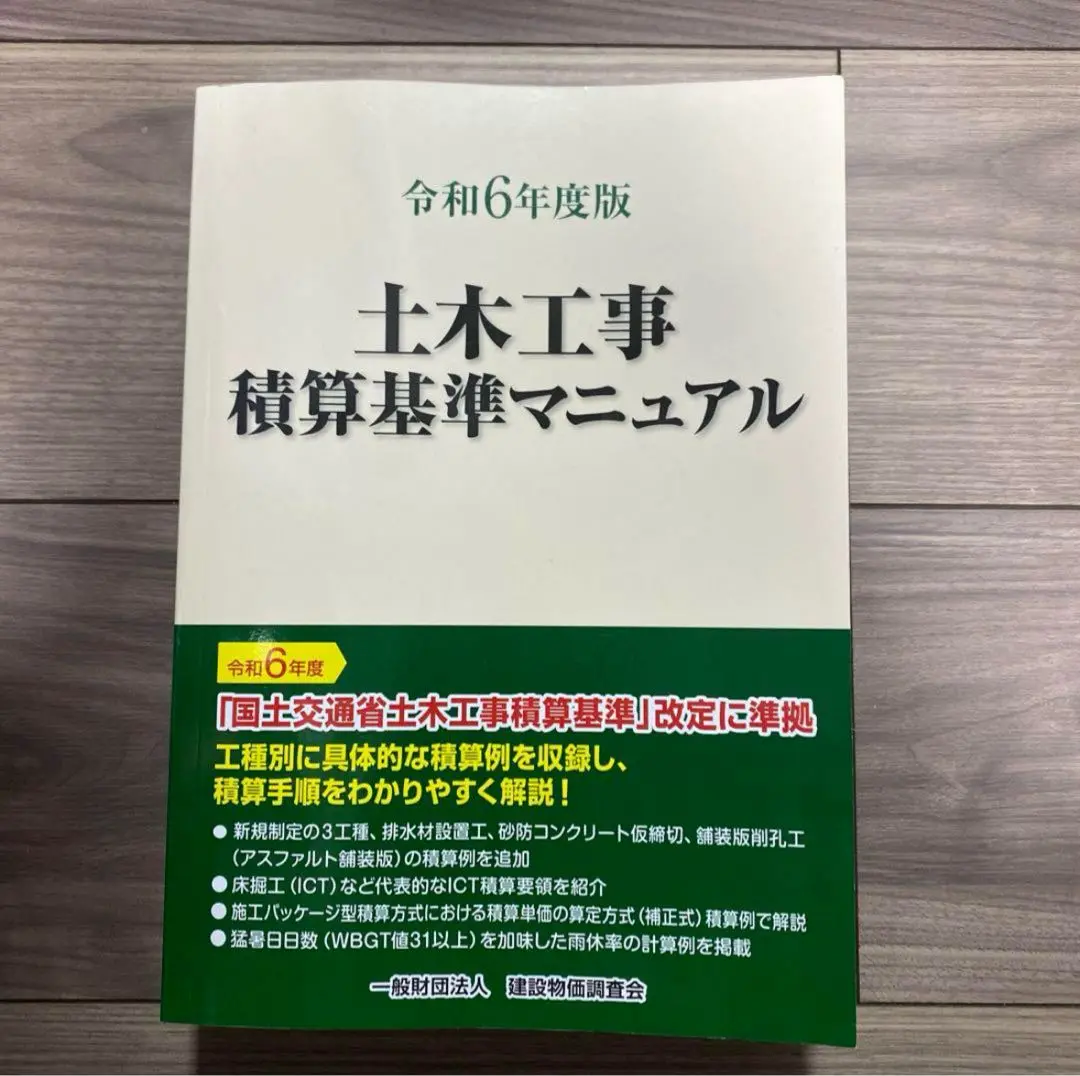 令和6年度版
土木工事
積算基準マニュアル
令和6年度
「国土交通省土木工事積算基準」改定に準拠
工種別に具体的な積算例を収録し、
積算手順をわかりやすく解説!
●新規制定の3工種、排水材設置工、砂防コンクリート仮締切、舗装版削孔工
(アスファルト舗装版)の積算例を追加
●床掘工(ICT)など代表的なICT積算要領を紹介
●施工パッケージ型積算方式における積算単価の算定方式(補正式)積算例で解説
●猛暑日日数(WBGT値31以上)を加味した雨休率の計算例を掲載
一般財団法人 建設物価調査会